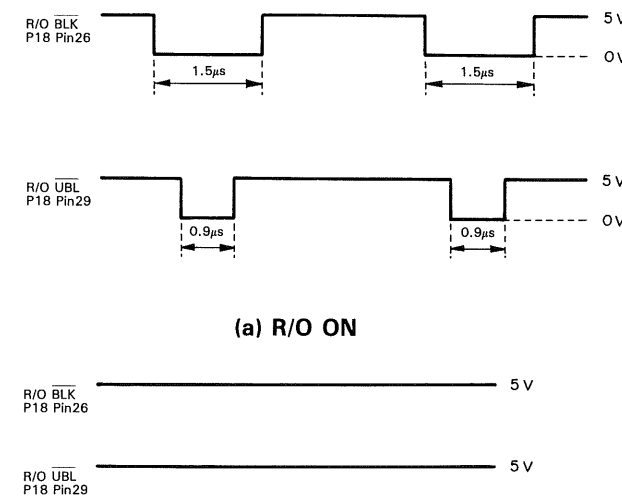 R/O BLK
P18 Pin26
5 V
0 V
1.5μs
1.5μs
R/O UBL
P18 Pin29
5 V
0 V
0.9μs
0.9μs
(a) R/O ON
R/O BLK
P18 Pin26
5 V
R/O UBL
P18 Pin29
5 V